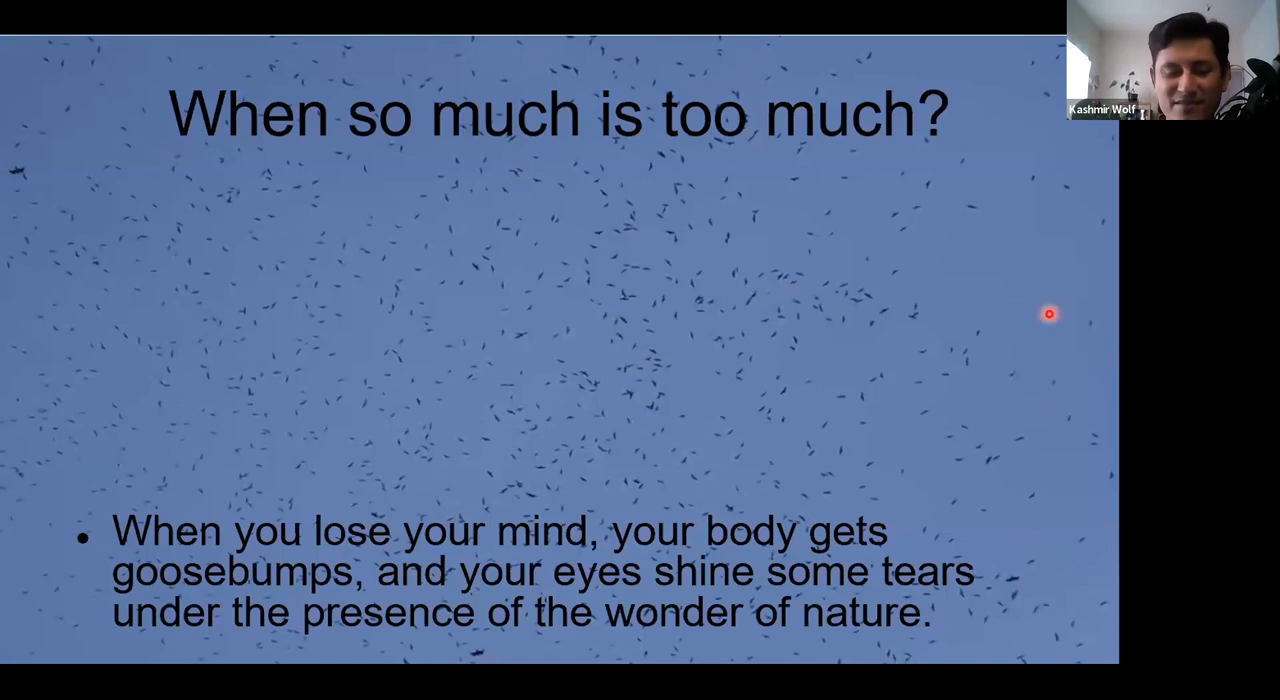 When so much is too much?
Kashmir Wolf
• When you lose your mind, your body gets
goosebumps, and your eyes shine some tears
under the presence of the wonder of nature.